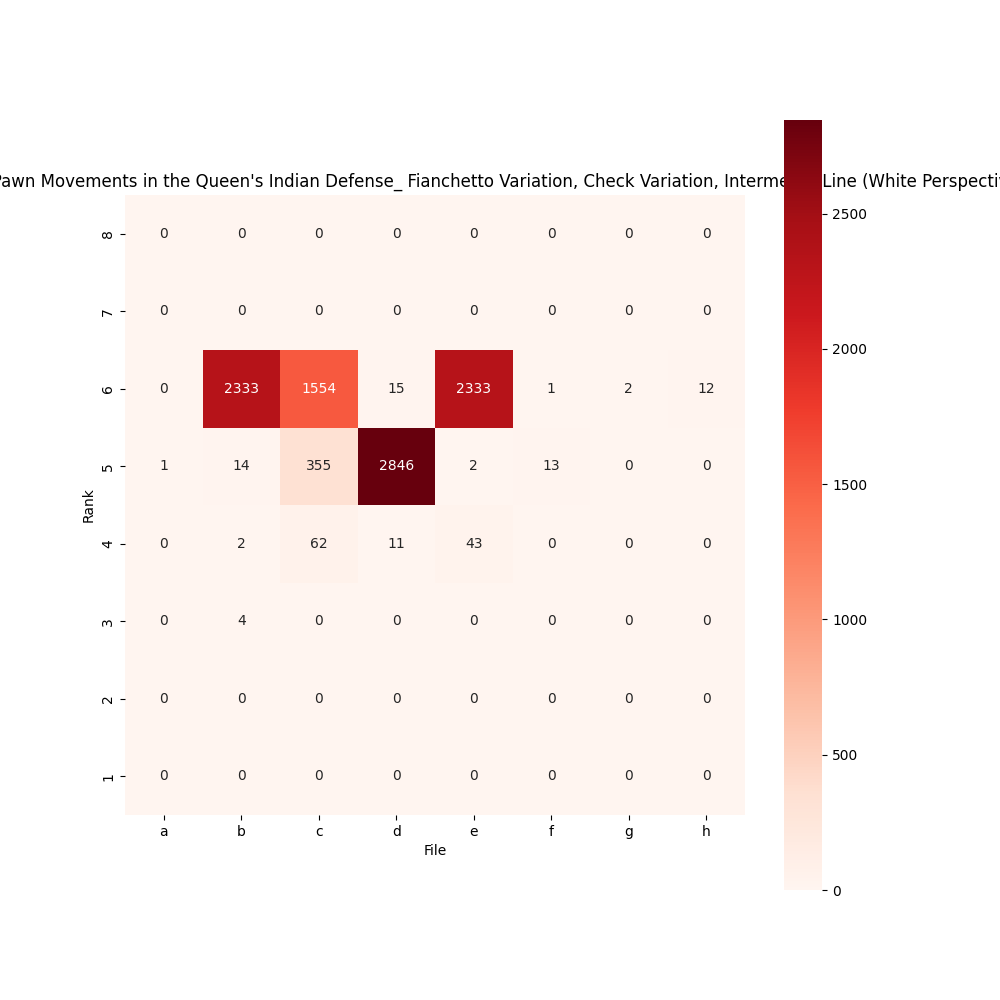 Pawn Movements in the Queen's Indian Defense_ Fianchetto Variation, Check Variation, Line (White
8 0 0 0 0 0 0 0 0
7 0 0 0 0 0 0 0 0
6 0 2333 1554 15 2333 1 2 12
5 1 14 355 2846 2 13 0 0
4 0 2 62 11 43 0 0 0
3 0 4 0 0 0 0 0 0
2 0 0 0 0 0 0 0 0
1 0 0 0 0 0 0 0 0
a b c d e f g h
File
Rank
2500
2000
1500
1000
500
0